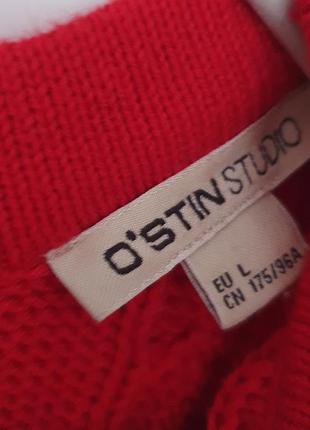 O'STIN STUDIO
EU L
CN 175/96A